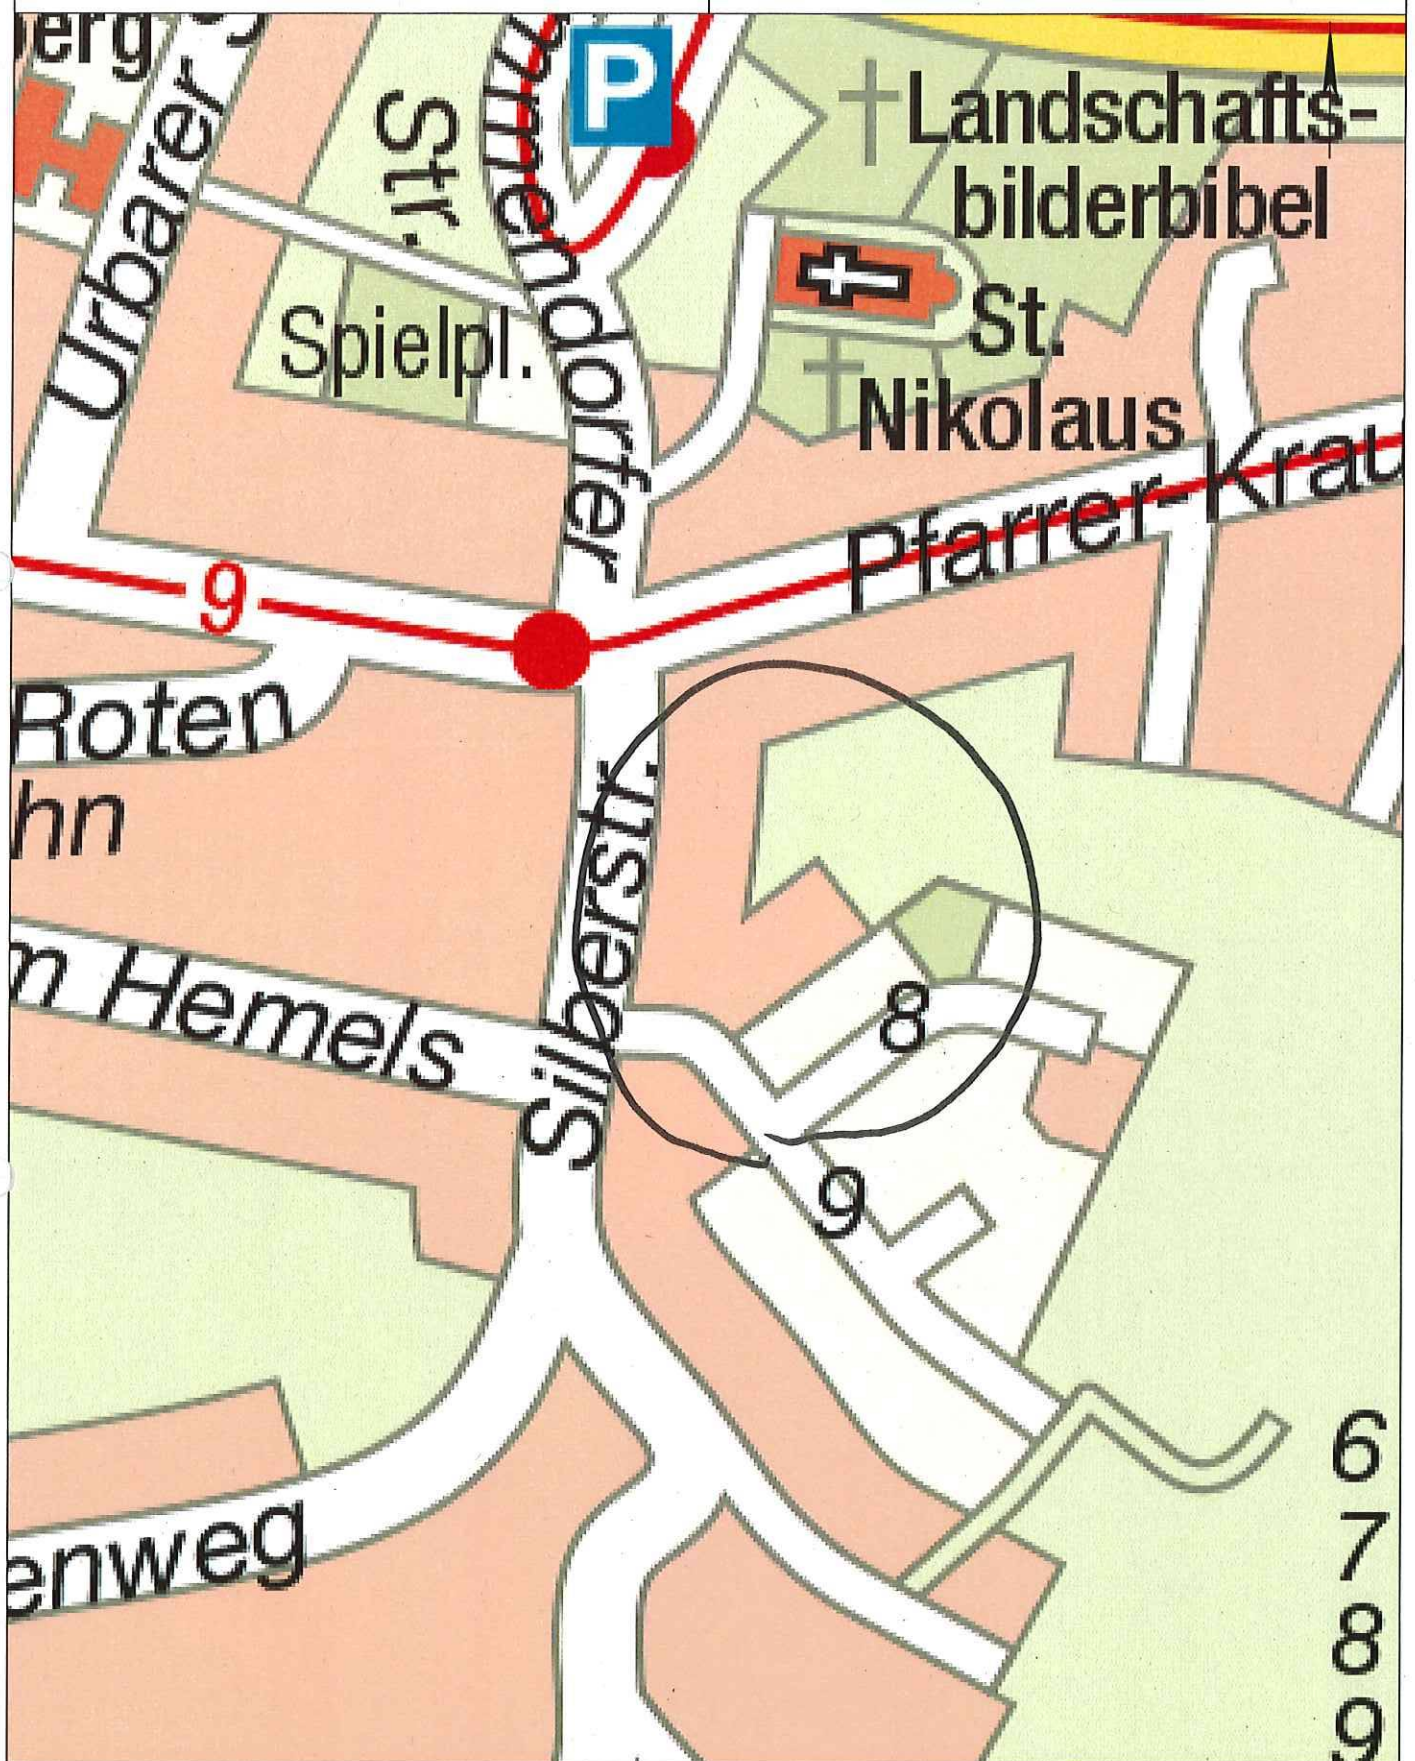 berg
Urbarer S
Str.
P
Immendorfer
Landschafts-
bilderbibel
Spielpl.
St.
Nikolaus
Pfarrer-Krau
9
Roten
hn
Silberstr.
m Hemels
8
9
enweg
6
7
8
9